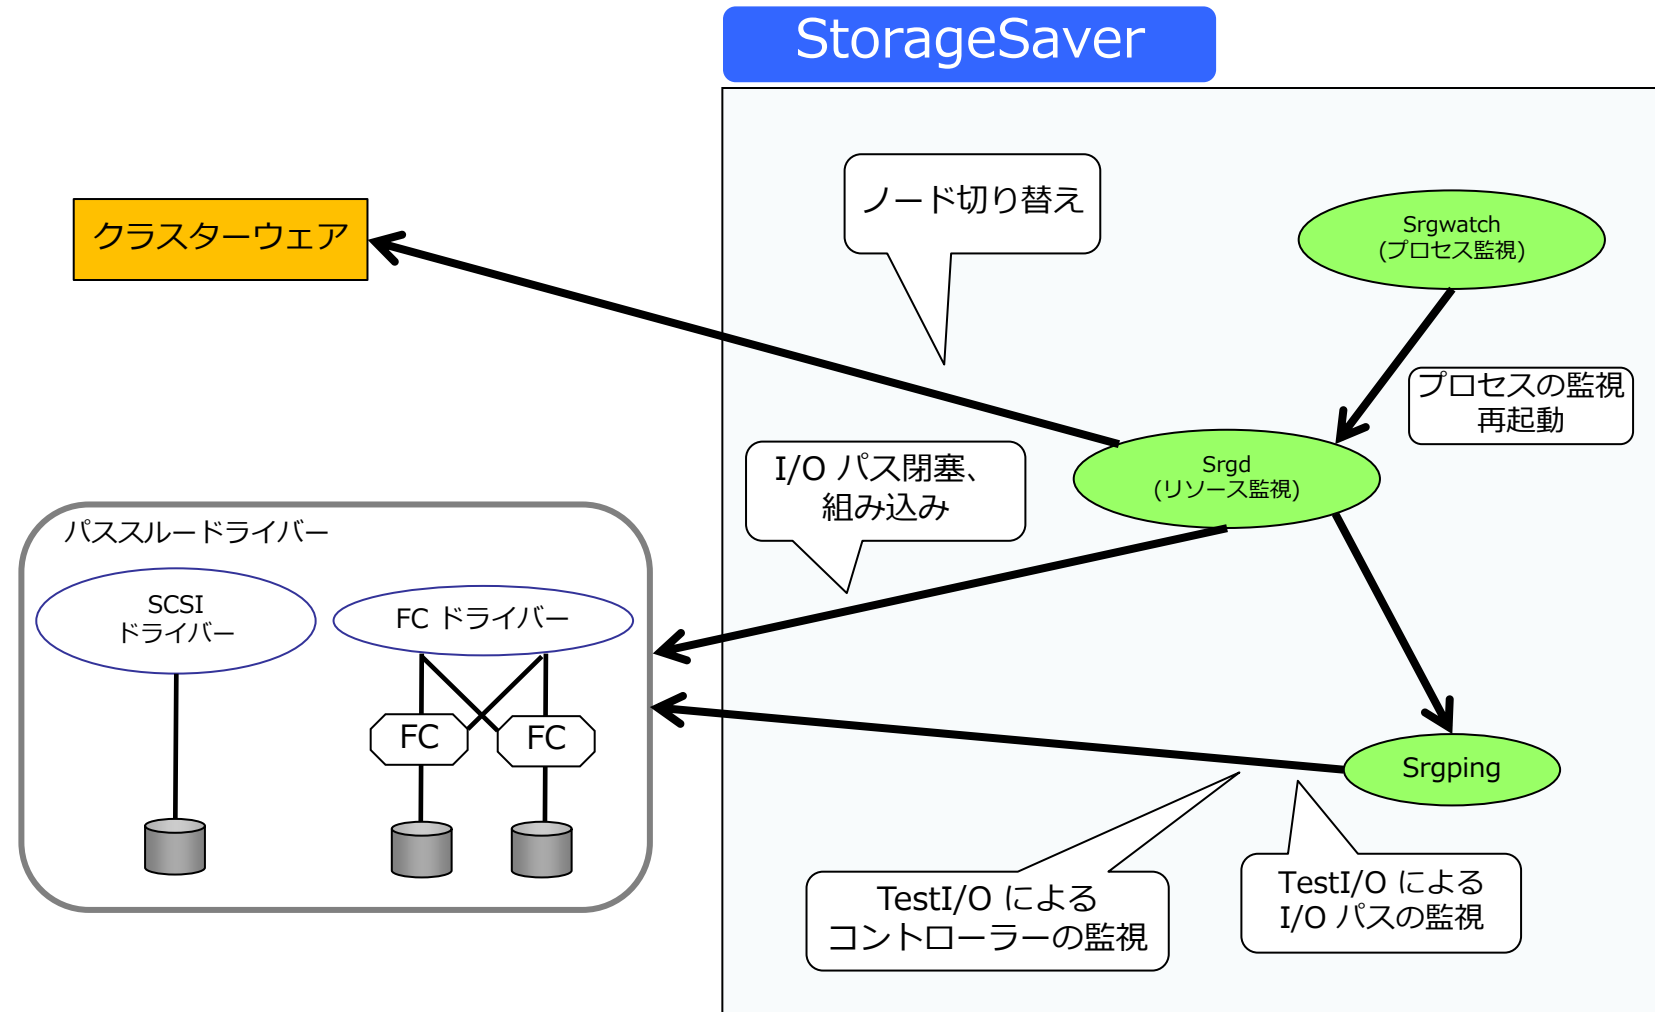 StorageSaver
ノード切り替え
クラスターウェア
Srgwatch
(プロセス監視)
プロセスの監視
再起動
I/O パス閉塞、
組み込み
Srgd
(リソース監視)
パススルードライバー
SCSI
ドライバー
FC ドライバー
FC
FC
Srgping
TestI/O による
コントローラーの監視
TestI/O による
I/O パスの監視